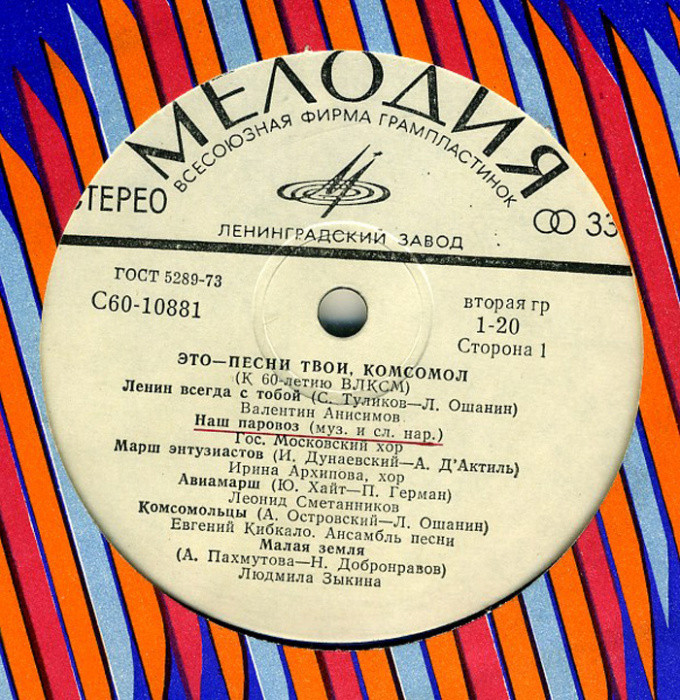 МЕЛОДИЯ
ВСЕСОЮЗНАЯ ФИРМА ГРАМПЛАСТИНОК
СТЕРЕО
33
ЛЕНИНГРАДСКИЙ ЗАВОД
ГОСТ 5289-73
С60-10881
вторая гр
1-20
Сторона 1
ЭТО—ПЕСНИ ТВОИ, КОМСОМОЛ
(К 60-летию ВЛКСМ)
Ленин всегда с тобой (С. Туликов—Л. Ошанин)
Валентин Анисимов
Наш паровоз (муз. и сл. нар.)
Гос. Московский хор
Марш энтузиастов (И. Дунаевский—А. Д'Актиль)
Ирина Архипова, хор
Авиамарш (Ю. Хайт—П. Герман)
Леонид Сметанников
Комсомольцы (А. Островский—Л. Ошанин)
Евгений Кибкало. Ансамбль песни
Малая земля
(А. Пахмутова—Н. Добронравов)
Людмила Зыкина